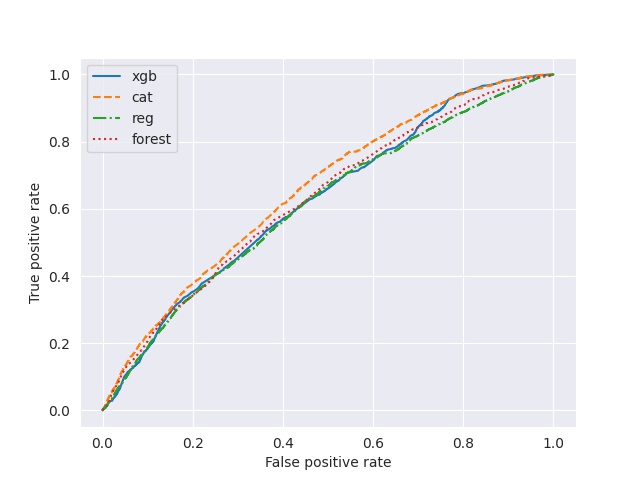 xgb
cat
reg
forest
1.0
0.8
0.6
0.4
0.2
0.0
True positive rate
0.0 0.2 0.4 0.6 0.8 1.0
False positive rate